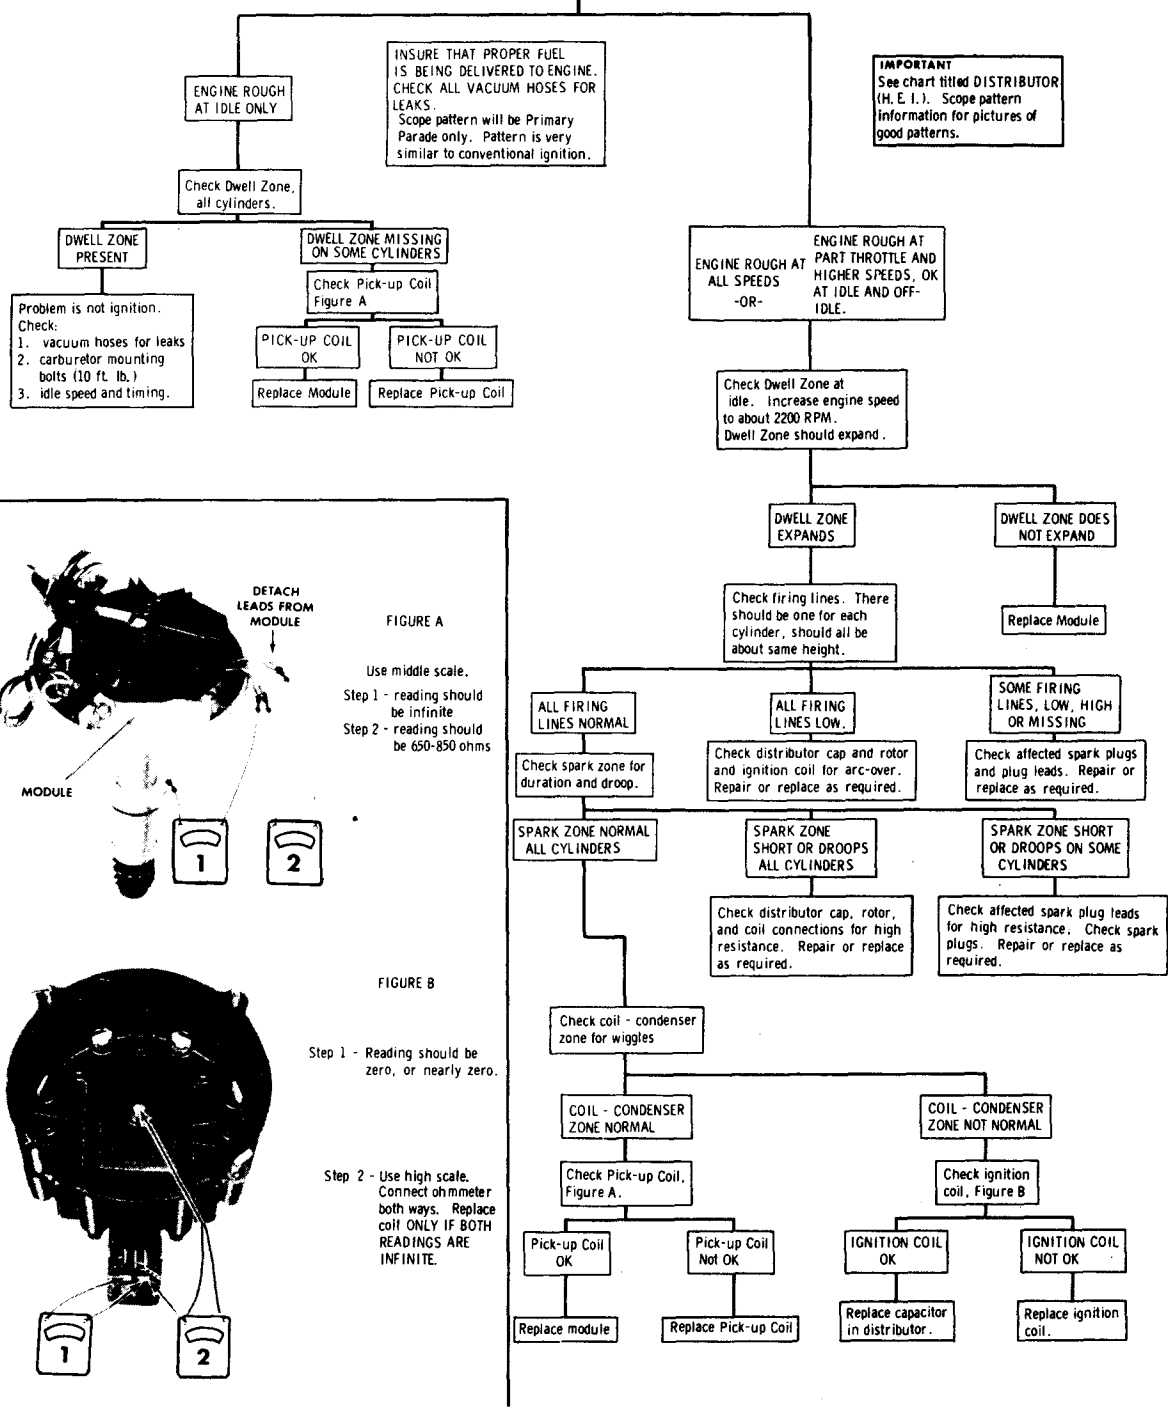 ENGINE ROUGH
AT IDLE ONLY
INSURE THAT PROPER FUEL
IS BEING DELIVERED TO ENGINE.
CHECK ALL VACUUM HOSES FOR
LEAKS.
Scope pattern will be Primary
Parade only. Pattern is very
similar to conventional ignition.
IMPORTANT
See chart titled DISTRIBUTOR
(H. E. I.). Scope pattern
information for pictures of
good patterns.
Check Dwell Zone,
all cylinders.
DWELL ZONE
PRESENT
DWELL ZONE MISSING
ON SOME CYLINDERS
Problem is not ignition.
Check:
1. vacuum hoses for leaks
2. carburetor mounting
bolts (10 ft. lb.)
3. idle speed and timing.
Check Pick-up Coil
Figure A
PICK-UP COIL
OK
PICK-UP COIL
NOT OK
Replace Module
Replace Pick-up Coil
ENGINE ROUGH AT
ALL SPEEDS
-OR-
ENGINE ROUGH AT
PART THROTTLE AND
HIGHER SPEEDS, OK
AT IDLE AND OFF-
IDLE.
Check Dwell Zone at
idle. Increase engine speed
to about 2200 RPM.
Dwell Zone should expand.
DWELL ZONE
EXPANDS
DWELL ZONE DOES
NOT EXPAND
Check firing lines. There
should be one for each
cylinder, should all be
about same height.
Replace Module
ALL FIRING
LINES NORMAL
ALL FIRING
LINES LOW.
SOME FIRING
LINES, LOW, HIGH
OR MISSING
Check spark zone for
duration and droop.
Check distributor cap and rotor
and ignition coil for arc-over.
Repair or replace as required.
Check affected spark plugs
and plug leads. Repair or
replace as required.
SPARK ZONE NORMAL
ALL CYLINDERS
SPARK ZONE
SHORT OR DROOPS
ALL CYLINDERS
SPARK ZONE SHORT
OR DROOPS ON SOME
CYLINDERS
Check distributor cap, rotor,
and coil connections for high
resistance. Repair or replace
as required.
Check affected spark plug leads
for high resistance. Check spark
plugs. Repair or replace as
required.
Check coil - condenser
zone for wiggles
COIL - CONDENSER
ZONE NORMAL
COIL - CONDENSER
ZONE NOT NORMAL
Check Pick-up Coil,
Figure A.
Check ignition
coil, Figure B
Pick-up Coil
OK
Pick-up Coil
Not OK
IGNITION COIL
OK
IGNITION COIL
NOT OK
Replace module
Replace Pick-up Coil
Replace capacitor
in distributor.
Replace ignition
coil.
DETACH
LEADS FROM
MODULE
FIGURE A
Use middle scale.
Step 1 - reading should
be infinite
Step 2 - reading should
be 650-850 ohms
MODULE
1
2
FIGURE B
Step 1 - Reading should be
zero, or nearly zero.
Step 2 - Use high scale.
Connect ohmmeter
both ways. Replace
coil ONLY IF BOTH
READINGS ARE
INFINITE.
1
2